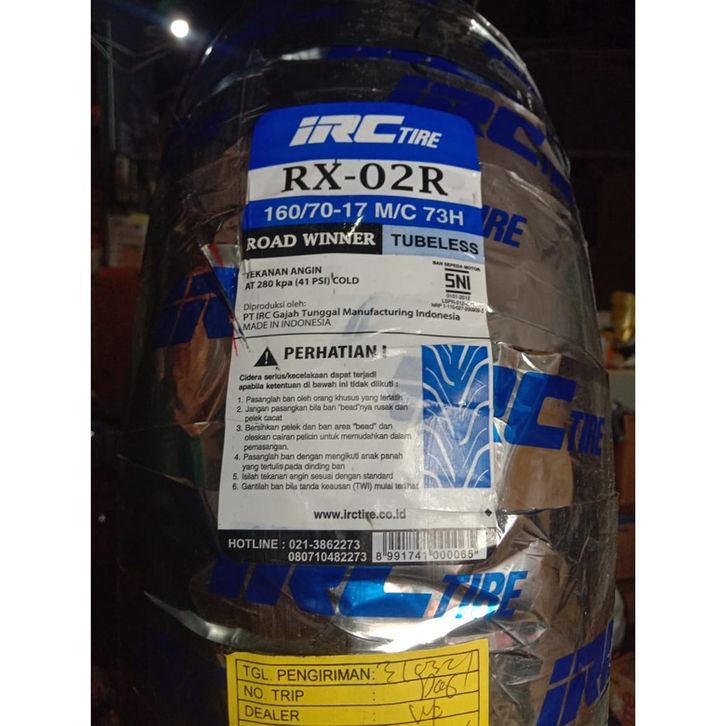 IRC TIRE
RX-02R
160/70-17 M/C 73H
ROAD WINNER TUBELESS
TEKANAN ANGIN
AT 280 kpa (41 PSI) COLD
BAN SEPEDA MOTOR
SNI
Diproduksi oleh:
PT IRC Gajah Tunggal Manufacturing Indonesia
MADE IN INDONESIA
PERHATIAN !
Cidera serius/kecelakaan dapat terjadi
apabila ketentuan di bawah ini tidak diikuti :
1. Pasanglah ban oleh orang khusus yang terlatih
2. Jangan pasangkan bila ban "bead"nya rusak dan
pelek cacat
3. Bersihkan pelek dan ban area "bead" dan
oleskan cairan pelicin untuk memudahkan dalam
pemasangan.
4. Pasanglah ban dengan mengikuti anak panah
yang tertulis pada dinding ban
5. Isilah tekanan angin sesuai dengan standard
6. Gantilah ban bila tanda keausan (TWI) mulai terlihat
www.irctire.co.id
HOTLINE : 021-3862273
080710482273
8 991741 000065
IRC TIRE
IRC TIRE
TGL. PENGIRIMAN:
NO. TRIP :
DEALER :